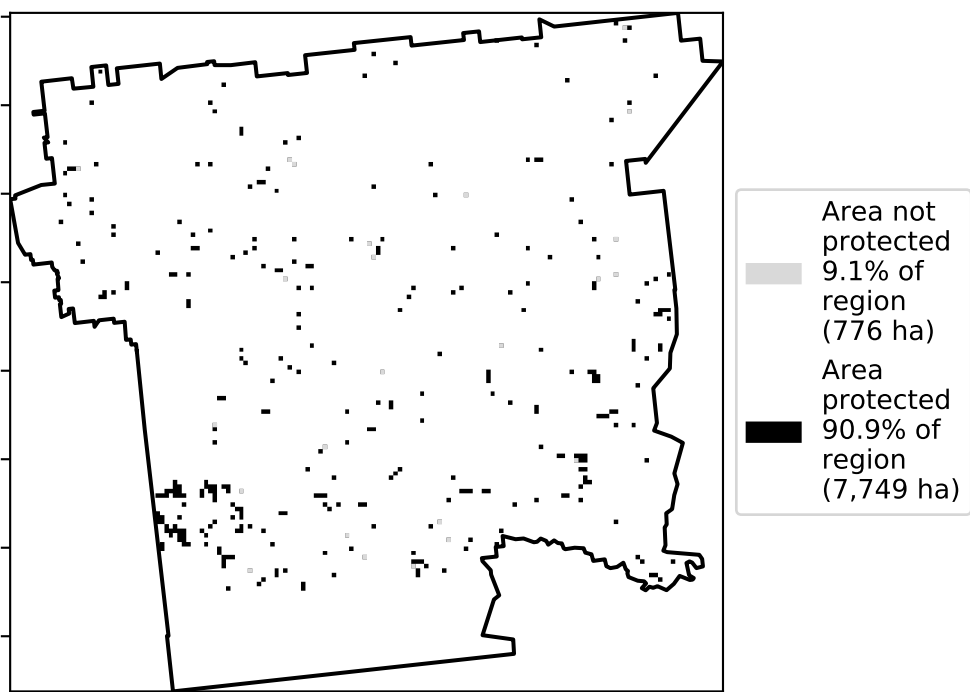 Area not
protected
9.1% of
region
(776 ha)
Area
protected
90.9% of
region
(7,749 ha)